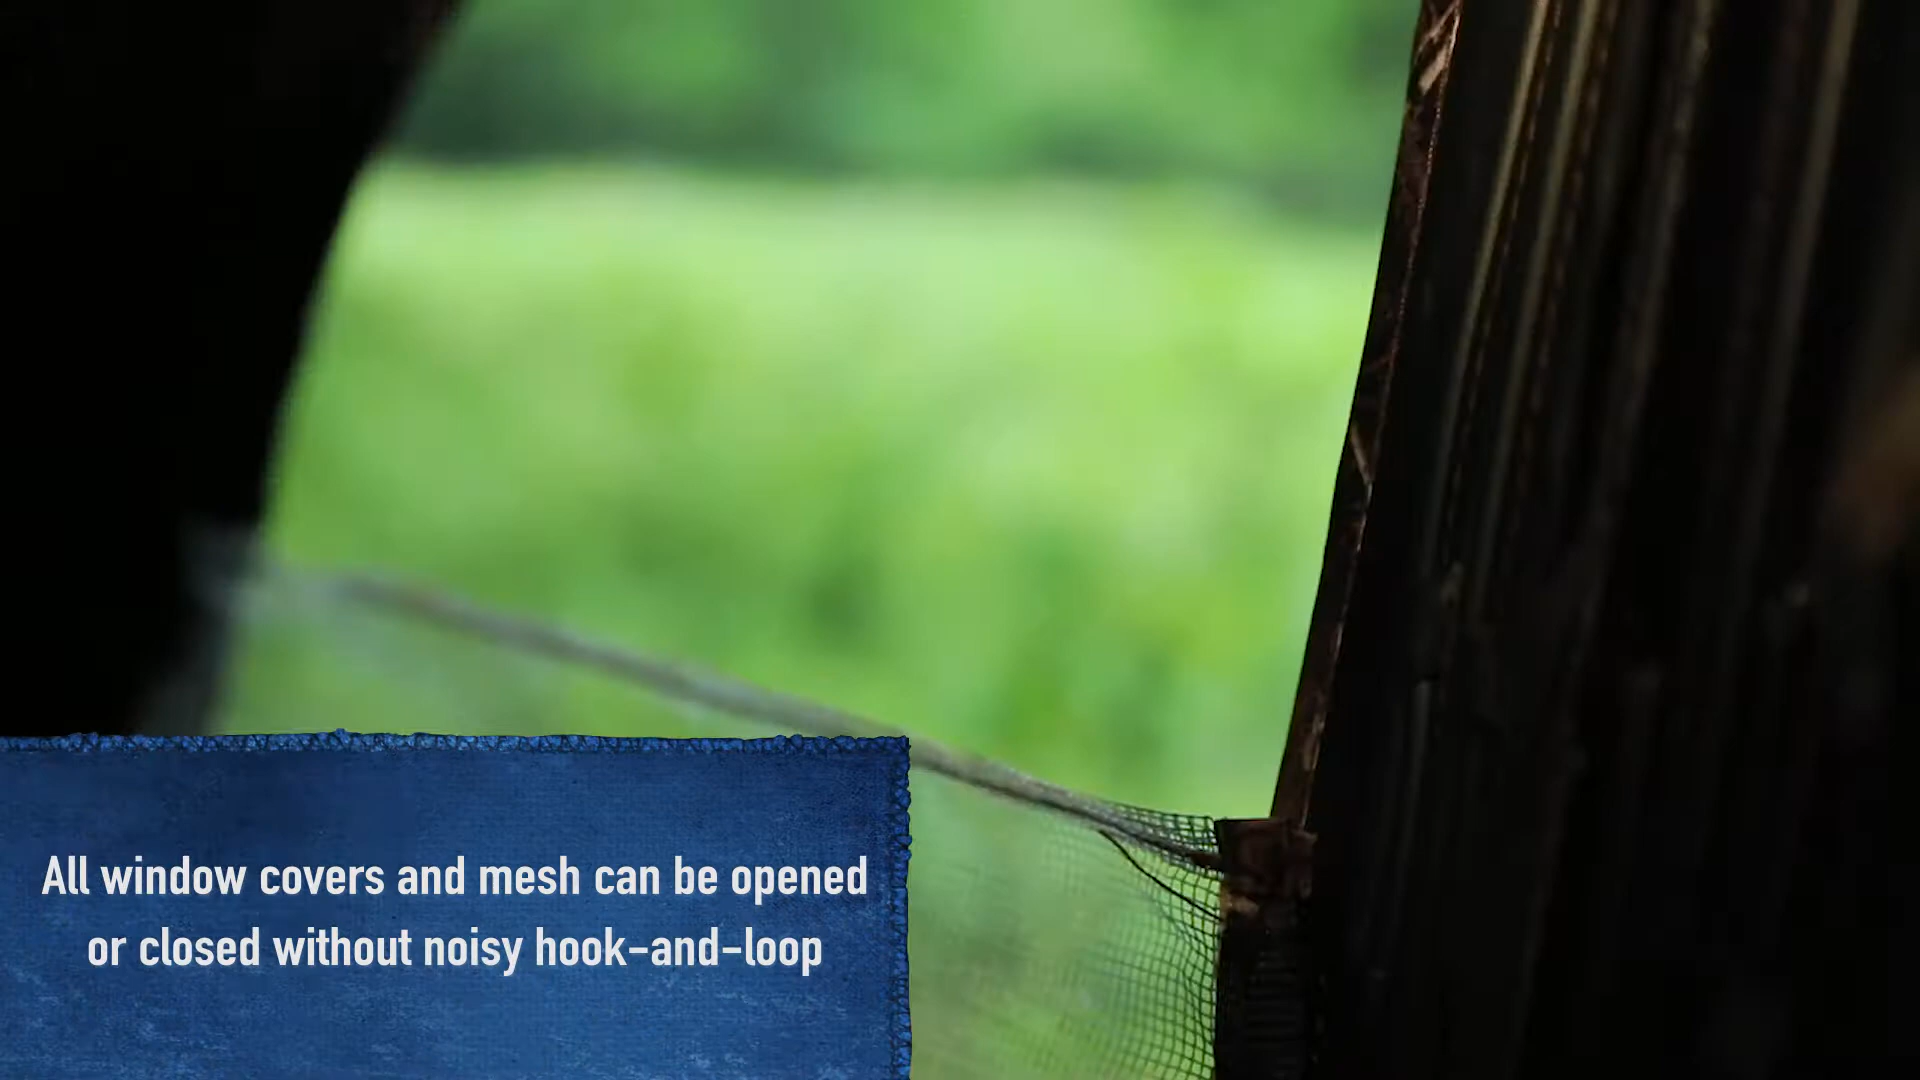 All window covers and mesh can be opened
or closed without noisy hook-and-loop